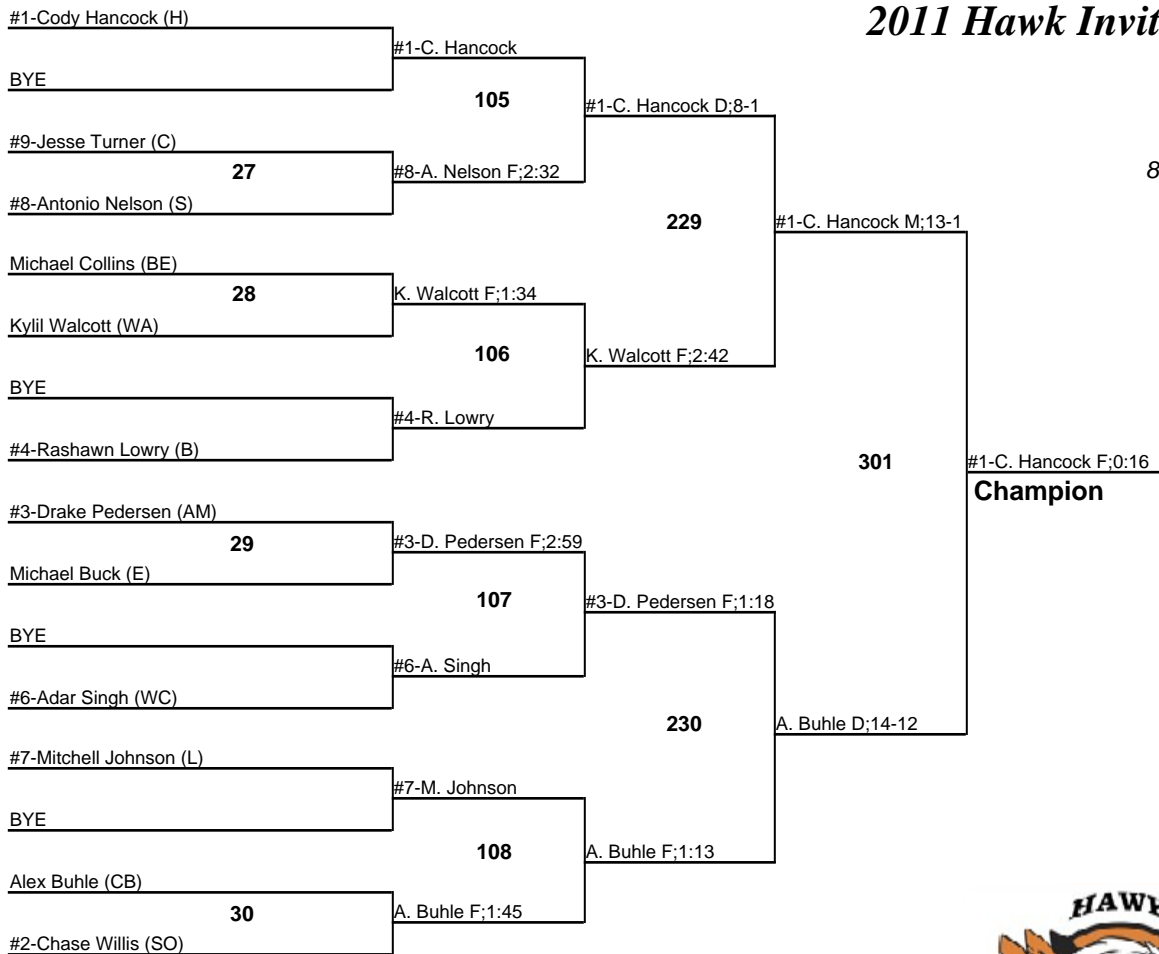 2011 Hawk Invit
8
#1-Cody Hancock (H)
#1-C. Hancock
BYE
105
#1-C. Hancock D;8-1
#9-Jesse Turner (C)
27
#8-A. Nelson F;2:32
#8-Antonio Nelson (S)
229
#1-C. Hancock M;13-1
Michael Collins (BE)
28
K. Walcott F;1:34
Kylil Walcott (WA)
106
K. Walcott F;2:42
BYE
#4-R. Lowry
#4-Rashawn Lowry (B)
301
#1-C. Hancock F;0:16
Champion
#3-Drake Pedersen (AM)
29
#3-D. Pedersen F;2:59
Michael Buck (E)
107
#3-D. Pedersen F;1:18
BYE
#6-A. Singh
#6-Adar Singh (WC)
230
A. Buhle D;14-12
#7-Mitchell Johnson (L)
#7-M. Johnson
BYE
108
A. Buhle F;1:13
Alex Buhle (CB)
30
A. Buhle F;1:45
#2-Chase Willis (SO)
HAWK